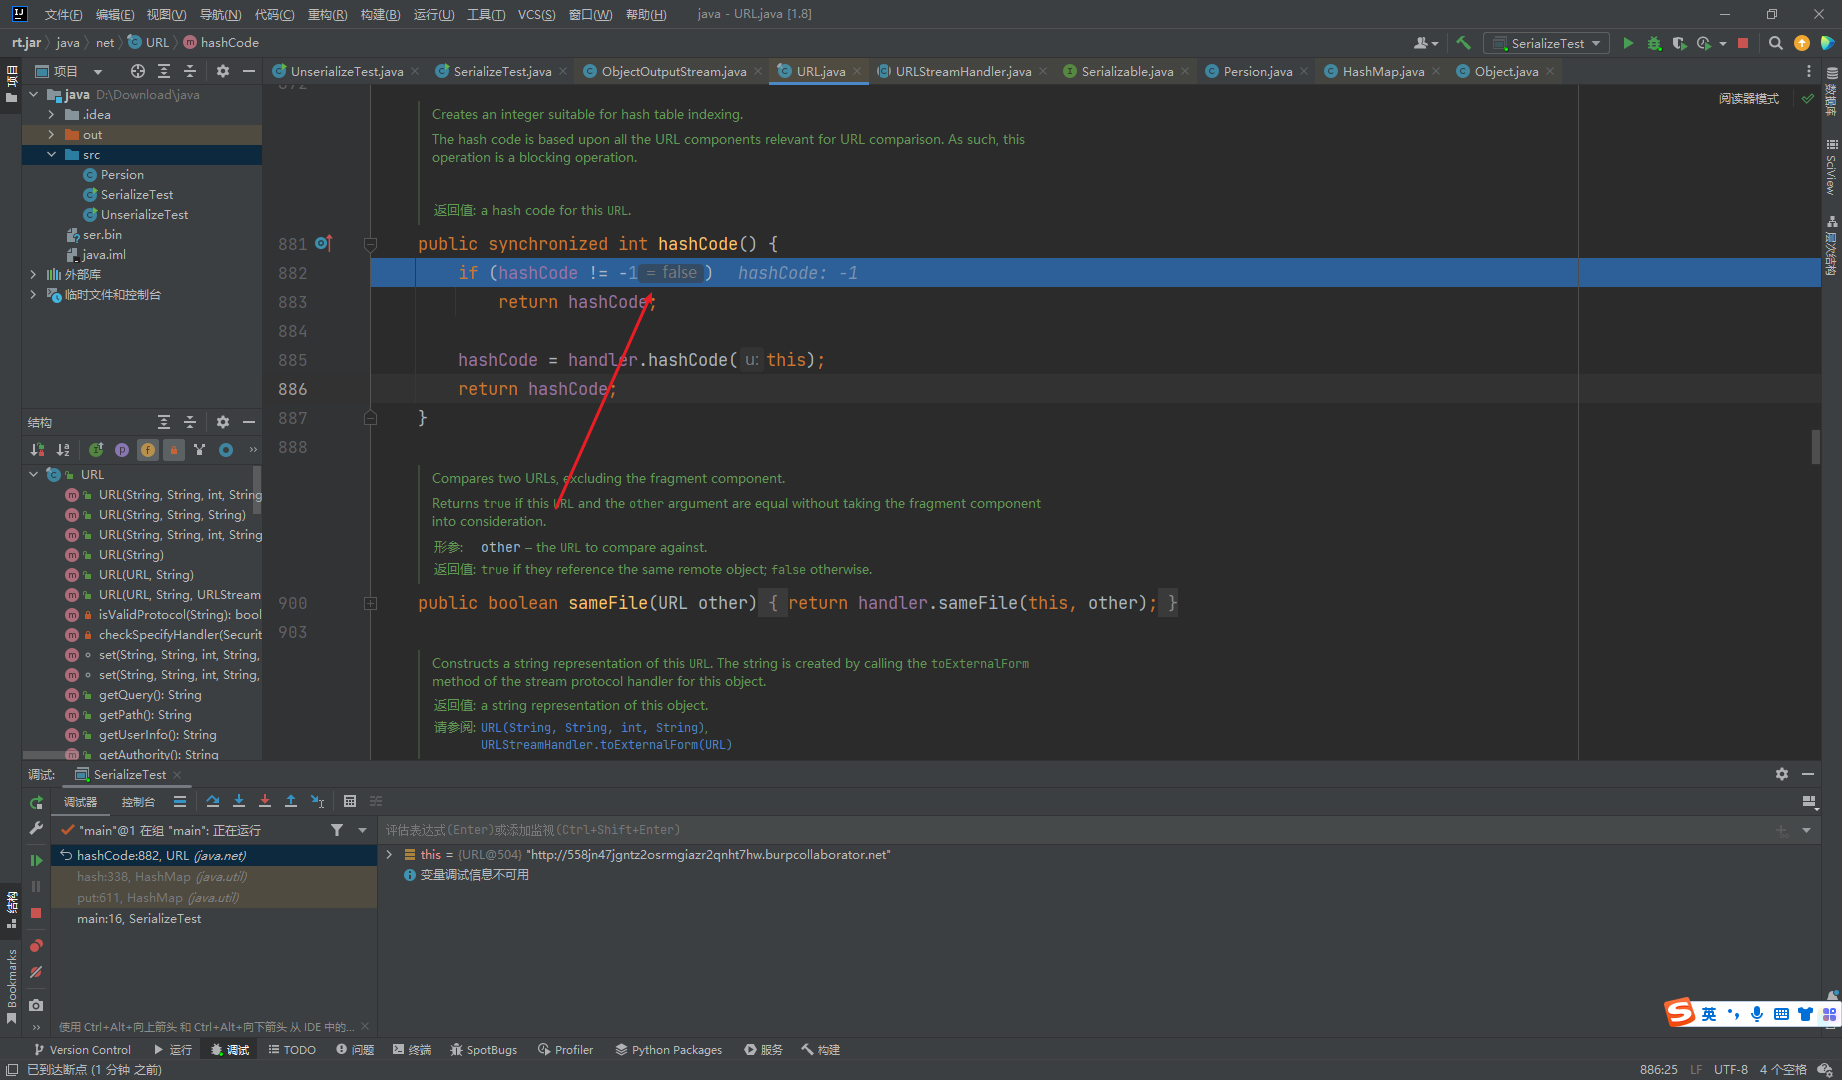 文件(F) 编辑(E) 视图(V) 导航(N) 代码(C) 重构(R) 构建(B) 运行(U) 工具(T) VCS(S) 窗口(W) 帮助(H) java - URL.java [1.8]
rt.jar java net URL hashCode SerializeTest
项目 UnserializeTest.java SerializeTest.java ObjectOutputStream.java URL.java URLStreamHandler.java Serializable.java Persion.java HashMap.java Object.java
项目
java D:\Download\java
.idea
out
src
Persion
SerializeTest
UnserializeTest
ser.bin
java.iml
外部库
临时文件和控制台
阅读器模式
数据库
SciView
层次结构
Creates an integer suitable for hash table indexing.
The hash code is based upon all the URL components relevant for URL comparison. As such, this
operation is a blocking operation.
返回值: a hash code for this URL.
881 public synchronized int hashCode() {
882 if (hashCode != -1 = false ) hashCode: -1
883 return hashCode;
884
885 hashCode = handler.hashCode( u: this);
886 return hashCode;
887 }
888
Compares two URLs, excluding the fragment component.
Returns true if this URL and the other argument are equal without taking the fragment component
into consideration.
形参: other – the URL to compare against.
返回值: true if they reference the same remote object; false otherwise.
900 public boolean sameFile(URL other) { return handler.sameFile(this, other); }
903
Constructs a string representation of this URL. The string is created by calling the toExternalForm
method of the stream protocol handler for this object.
返回值: a string representation of this object.
请参阅: URL(String, String, int, String),
URLStreamHandler.toExternalForm(URL)
结构
URL
URL(String, String, int, String
URL(String, String, String)
URL(String, String, int, String
URL(String)
URL(URL, String)
URL(URL, String, URLStream
isValidProtocol(String): bool
checkSpecifyHandler(Securit
set(String, String, int, String,
set(String, String, int, String,
getQuery(): String
getPath(): String
getUserInfo(): String
getAuthority(): String
调试: SerializeTest
调试器 控制台
"main"@1 在组 "main": 正在运行
评估表达式(Enter)或添加监视(Ctrl+Shift+Enter)
hashCode:882, URL (java.net)
hash:338, HashMap (java.util)
put:611, HashMap (java.util)
main:16, SerializeTest
this = {URL@504} "http://558jn47jgntz2osrmgiazr2qnht7hw.burpcollaborator.net"
变量调试信息不可用
结构
Bookmarks
使用 Ctrl+Alt+向上箭头 和 Ctrl+Alt+向下箭头 从 IDE 中的...
英
Version Control 运行 调试 TODO 问题 终端 SpotBugs Profiler Python Packages 服务 构建
已到达断点 (1 分钟 之前) 886:25 LF UTF-8 4 个空格